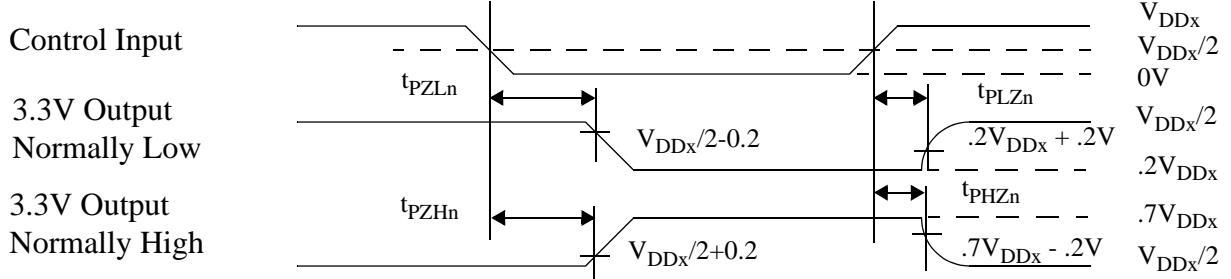 V_DDx
Control Input
V_DDx/2
0V
t_PZLn
t_PLZn
3.3V Output
Normally Low
V_DDx/2-0.2
.2V_DDx + .2V
V_DDx/2
.2V_DDx
3.3V Output
Normally High
t_PZHn
t_PHZn
.7V_DDx
V_DDx/2+0.2
.7V_DDx - .2V
V_DDx/2